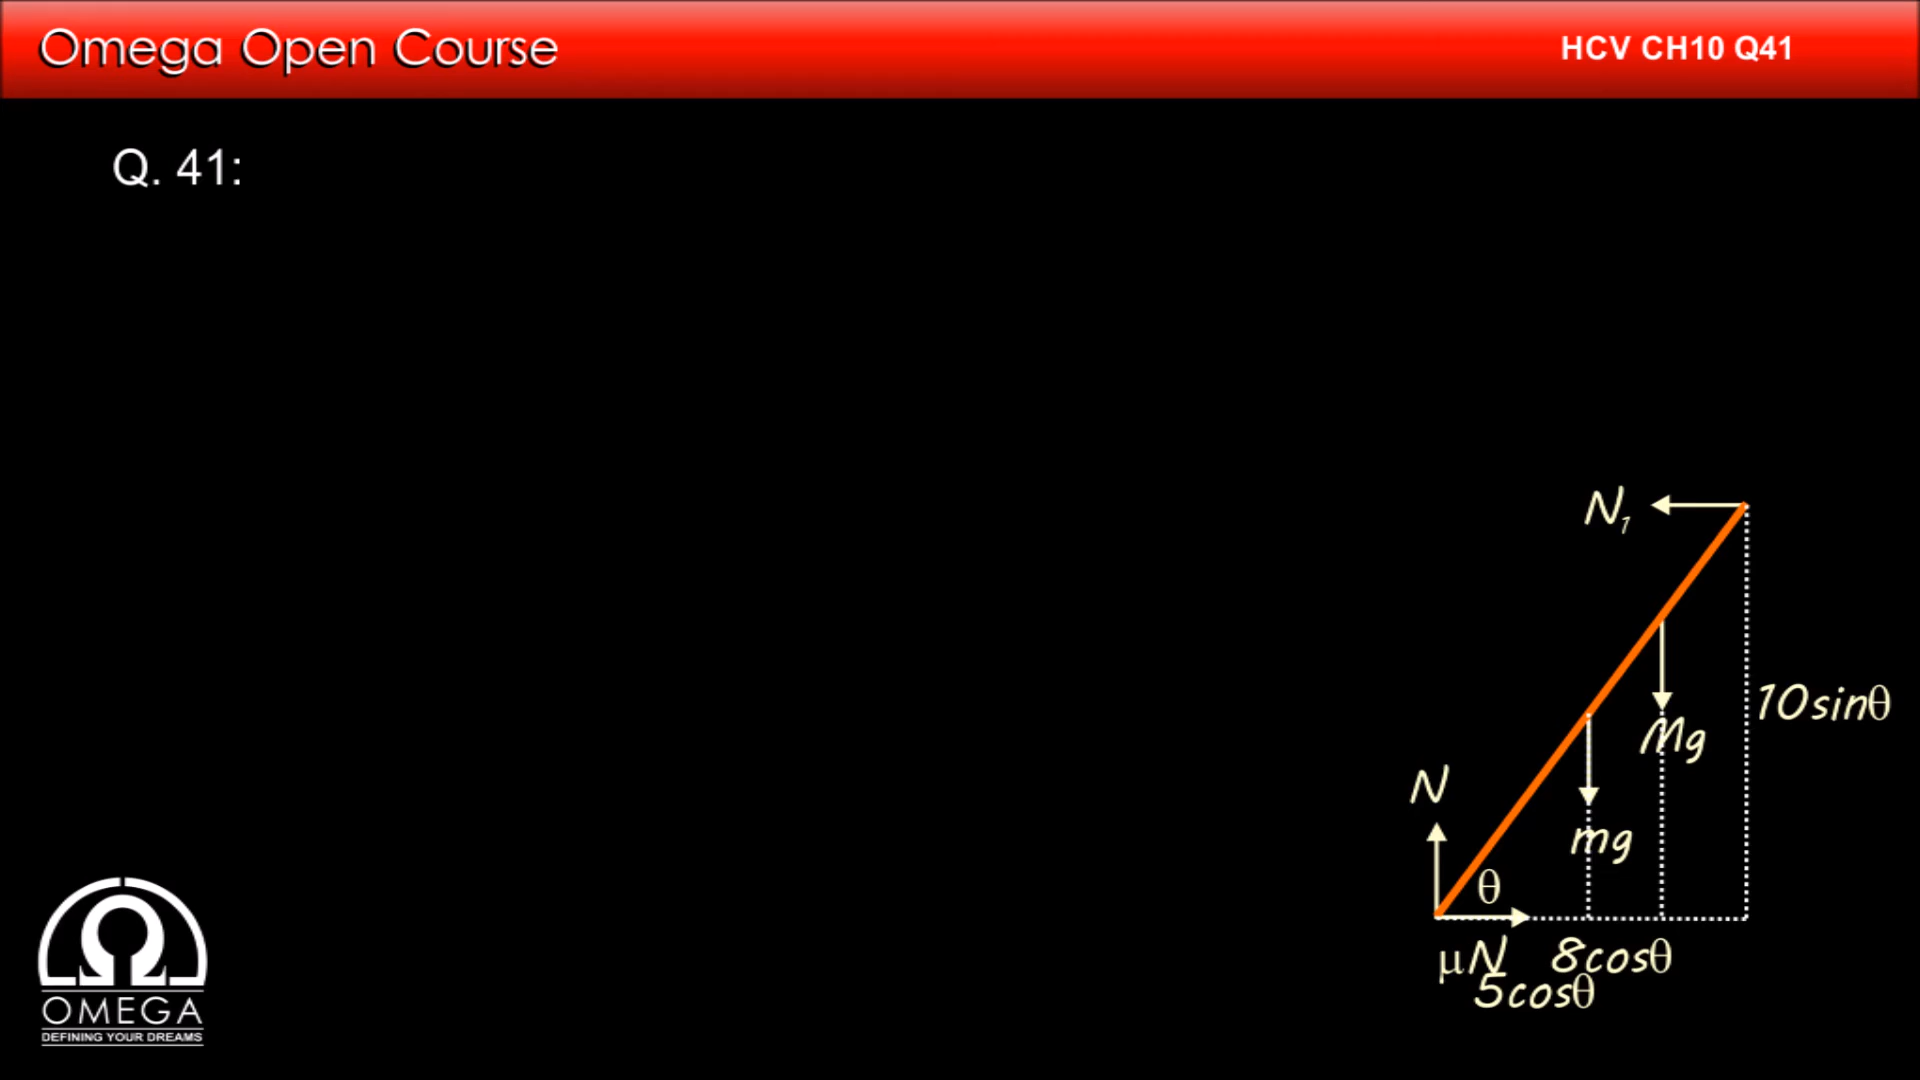 Omega Open Course
HCV CH10 Q41
Q. 41:
N₁
10sinθ
Mg
N
mg
θ
μN 8cosθ
5cosθ
OMEGA
DEFINING YOUR DREAMS